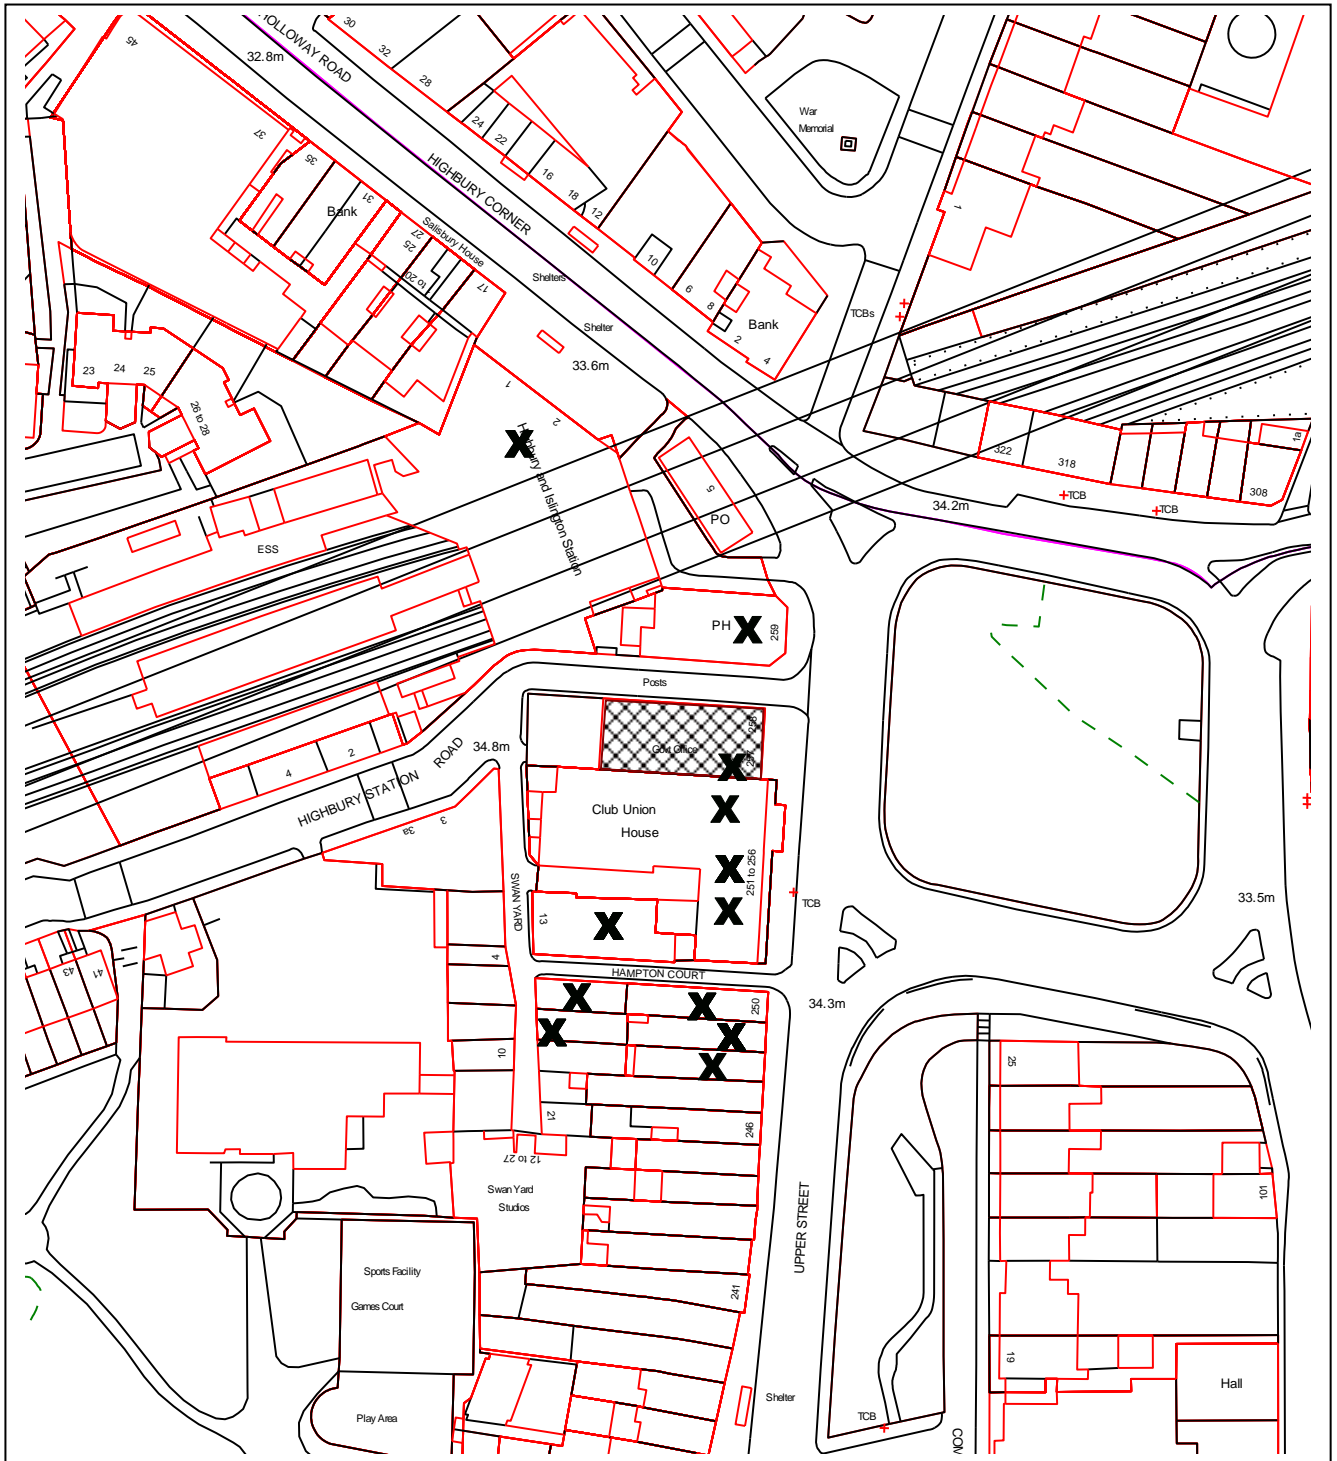 HOLLOWAY ROAD
32.8m
30
32
28
45
37
35
31
Bank
24
22
16
18
12
HIGHBURY CORNER
Salisbury House
27
25
20 to
17
War
Memorial
1
10
6
8
2
4
Bank
Shelters
Shelter
33.6m
TCBs
23
24
25
26 to 28
1
2
X
Highbury and Islington Station
5
PO
322
318
1a
308
TCB
TCB
34.2m
ESS
PH
X
259
Posts
HIGHBURY STATION ROAD
34.8m
4
2
3a
3
258
Govt Office
257
X
Club Union
House
X
X
251 to 256
X
X
13
SWAN YARD
TCB
33.5m
43
41
4
HAMPTON COURT
34.3m
X
X
250
X
X
X
10
21
246
12 to 27
Swan Yard
Studios
UPPER STREET
25
101
Sports Facility
Games Court
241
19
Hall
Play Area
Shelter
TCB